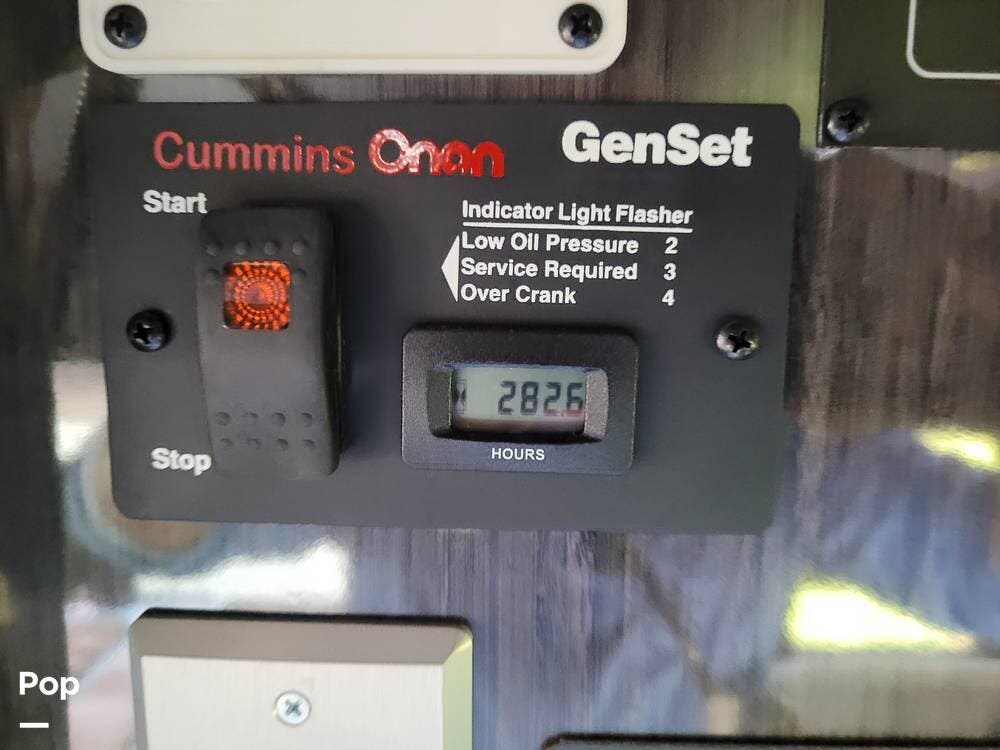 Cummins Onan GenSet
Start
Indicator Light Flasher
Low Oil Pressure 2
Service Required 3
Over Crank 4
282.6
HOURS
Stop
Pop